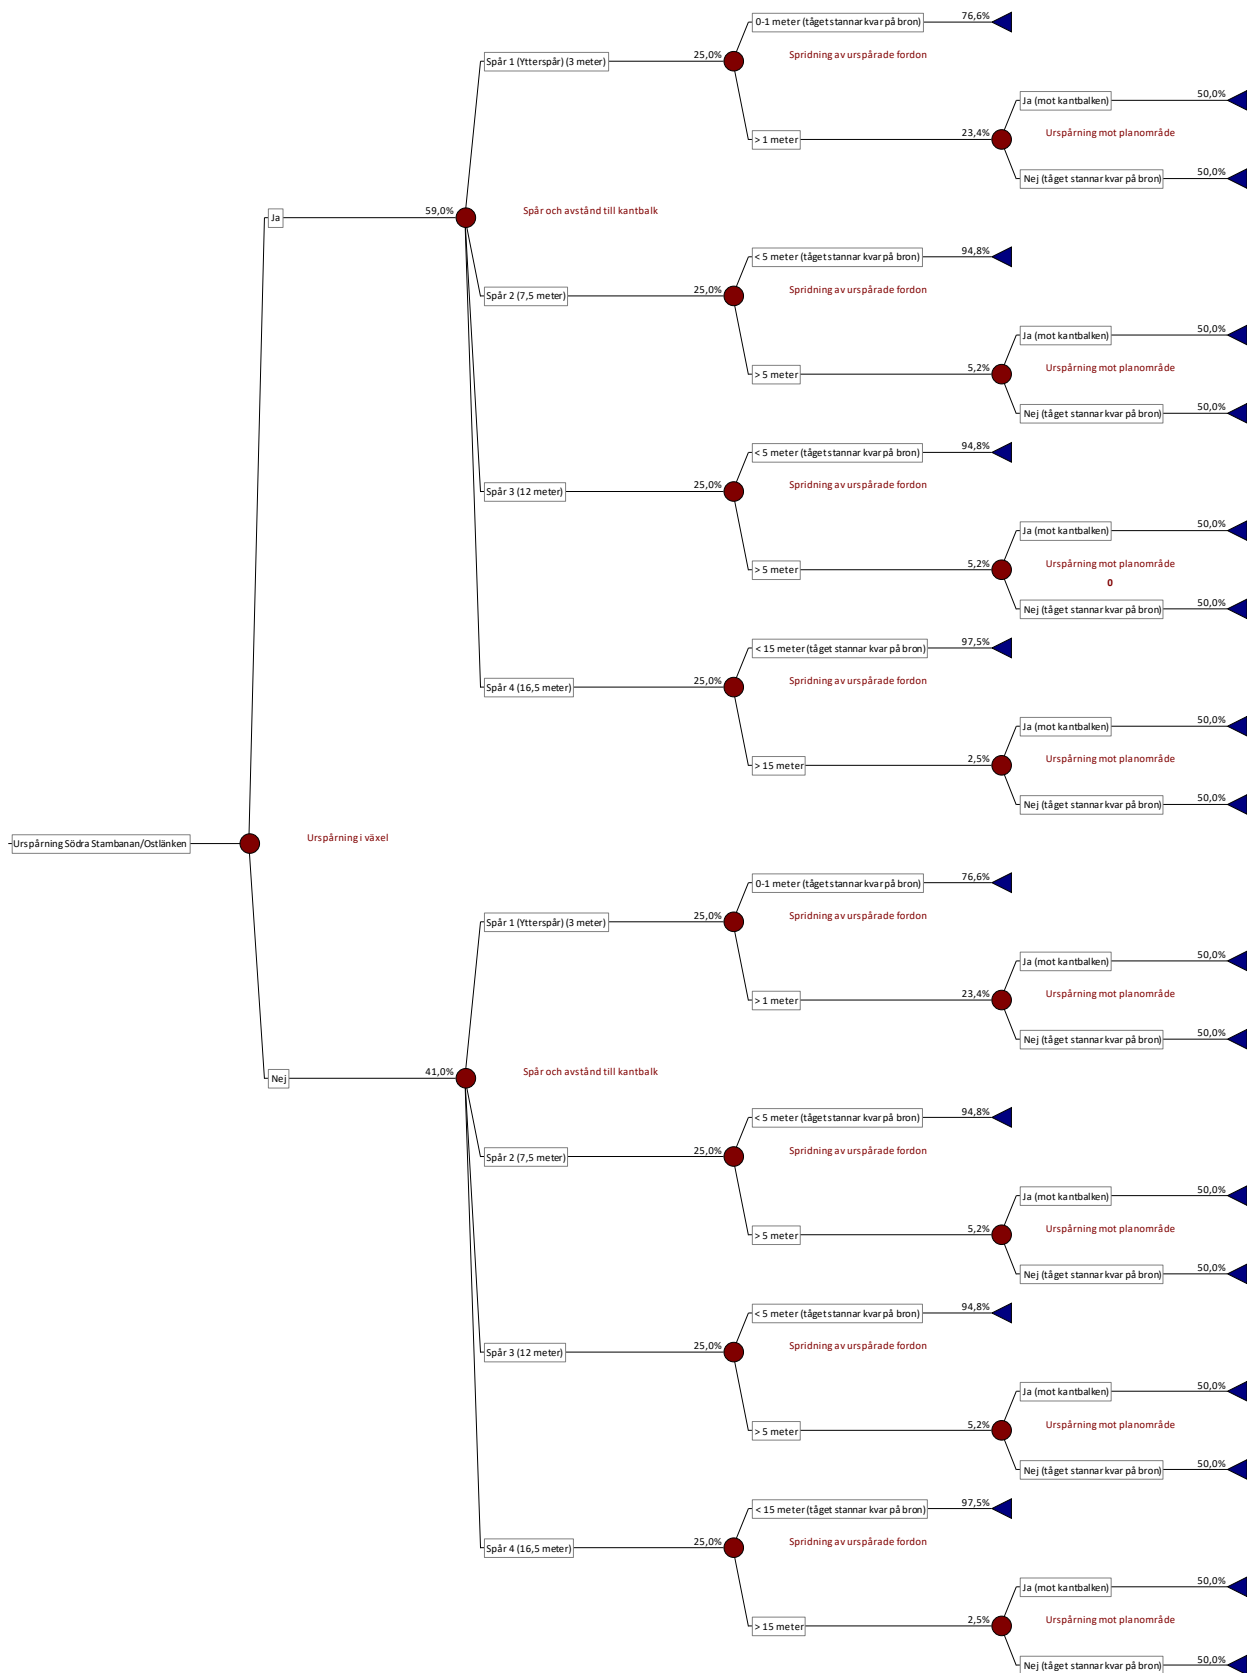 0-1 meter (tåget stannar kvar på bron) 76,6%
Spår 1 (Ytterspår) (3 meter) 25,0% Spridning av urspårade fordon
Ja (mot kantbalken) 50,0%
> 1 meter 23,4% Urspårning mot planområde
Nej (tåget stannar kvar på bron) 50,0%
Ja 59,0% Spår och avstånd till kantbalk
< 5 meter (tåget stannar kvar på bron) 94,8%
Spår 2 (7,5 meter) 25,0% Spridning av urspårade fordon
Ja (mot kantbalken) 50,0%
> 5 meter 5,2% Urspårning mot planområde
Nej (tåget stannar kvar på bron) 50,0%
< 5 meter (tåget stannar kvar på bron) 94,8%
Spår 3 (12 meter) 25,0% Spridning av urspårade fordon
Ja (mot kantbalken) 50,0%
> 5 meter 5,2% Urspårning mot planområde
0
Nej (tåget stannar kvar på bron) 50,0%
< 15 meter (tåget stannar kvar på bron) 97,5%
Spår 4 (16,5 meter) 25,0% Spridning av urspårade fordon
Ja (mot kantbalken) 50,0%
> 15 meter 2,5% Urspårning mot planområde
Nej (tåget stannar kvar på bron) 50,0%
Urspårning Södra Stambanan/Ostlänken Urspårning i växel
0-1 meter (tåget stannar kvar på bron) 76,6%
Spår 1 (Ytterspår) (3 meter) 25,0% Spridning av urspårade fordon
Ja (mot kantbalken) 50,0%
> 1 meter 23,4% Urspårning mot planområde
Nej (tåget stannar kvar på bron) 50,0%
Nej 41,0% Spår och avstånd till kantbalk
< 5 meter (tåget stannar kvar på bron) 94,8%
Spår 2 (7,5 meter) 25,0% Spridning av urspårade fordon
Ja (mot kantbalken) 50,0%
> 5 meter 5,2% Urspårning mot planområde
Nej (tåget stannar kvar på bron) 50,0%
< 5 meter (tåget stannar kvar på bron) 94,8%
Spår 3 (12 meter) 25,0% Spridning av urspårade fordon
Ja (mot kantbalken) 50,0%
> 5 meter 5,2% Urspårning mot planområde
Nej (tåget stannar kvar på bron) 50,0%
< 15 meter (tåget stannar kvar på bron) 97,5%
Spår 4 (16,5 meter) 25,0% Spridning av urspårade fordon
Ja (mot kantbalken) 50,0%
> 15 meter 2,5% Urspårning mot planområde
Nej (tåget stannar kvar på bron) 50,0%